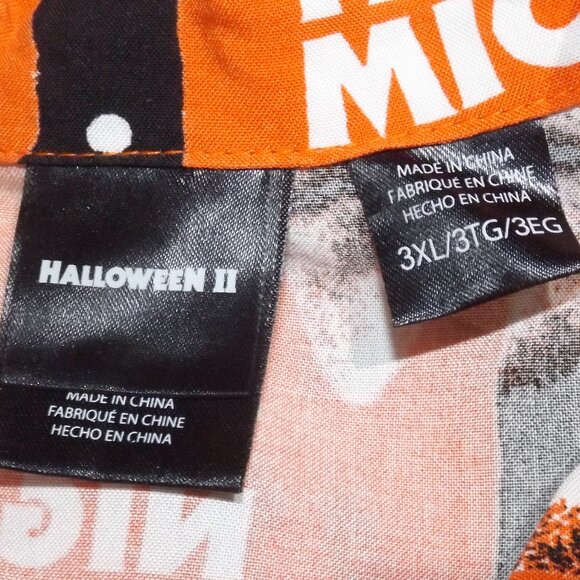 MIC
HALLOWEEN II
MADE IN CHINA
FABRIQUÉ EN CHINE
HECHO EN CHINA
MADE IN CHINA
FABRIQUE EN CHINE
HECHO EN CHINA
3XL/3TG/3EG